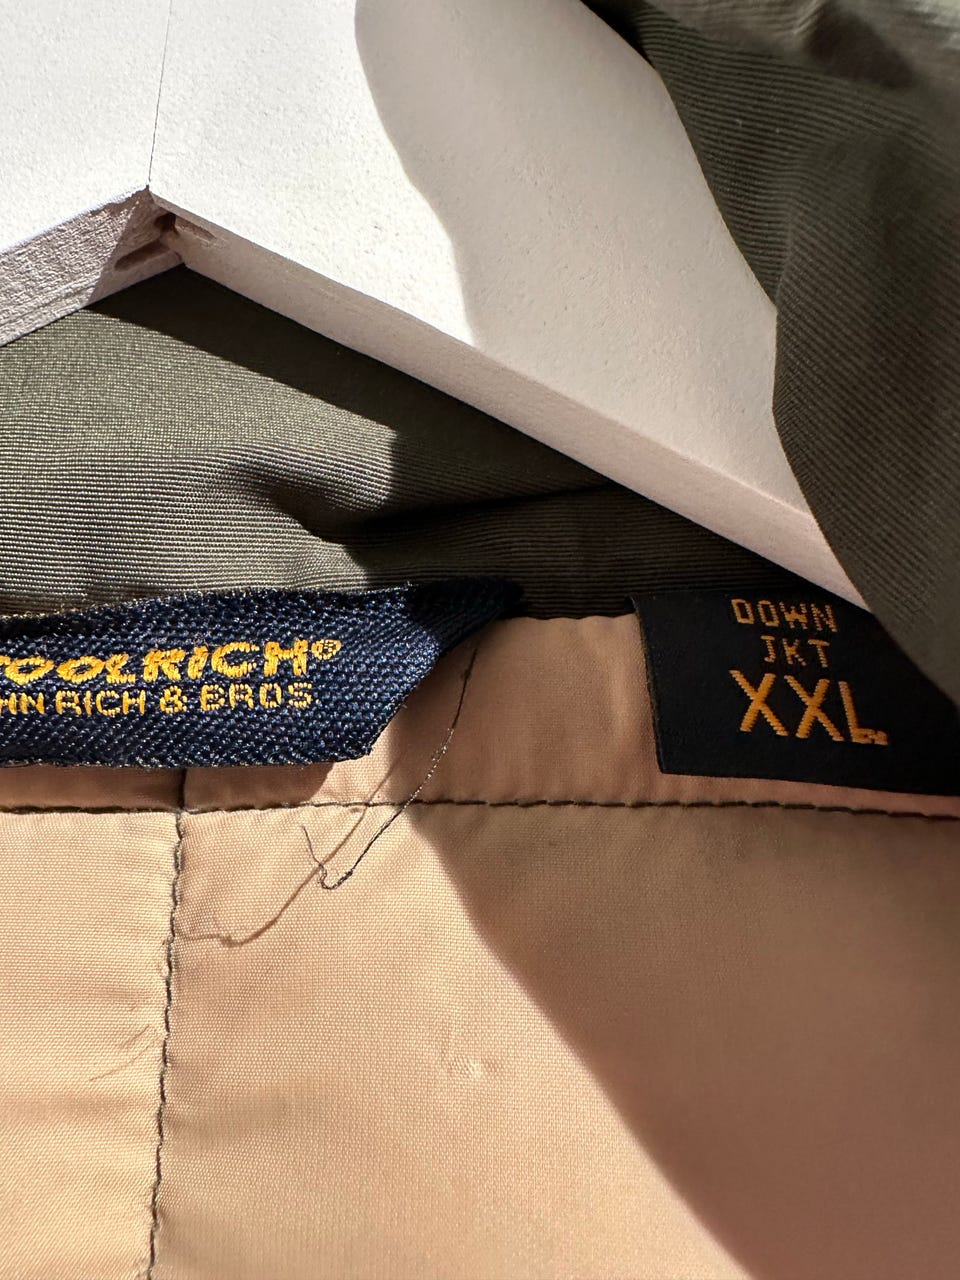 OOLRICH®
HN RICH & BROS
DOWN
JKT
XXL